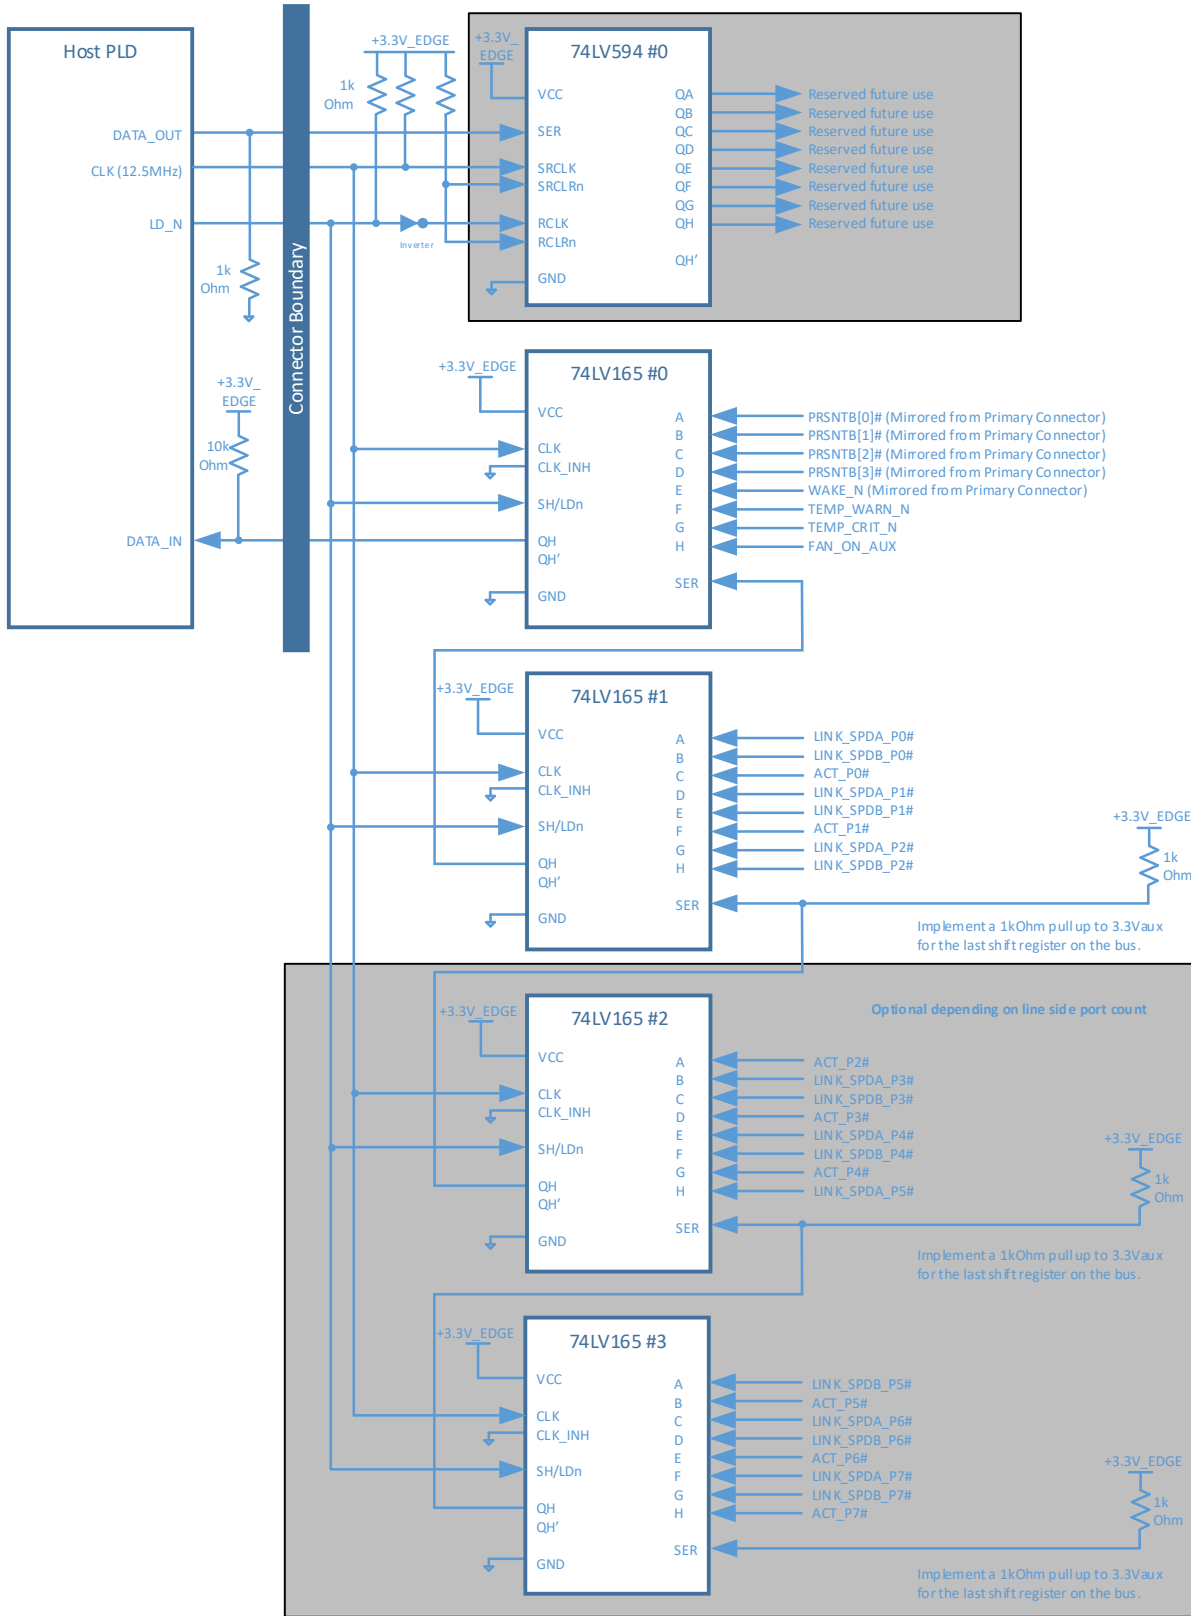 Host PLD
DATA_OUT
CLK (12.5MHz)
LD_N
1k
Ohm
+3.3V_
EDGE
10k
Ohm
DATA_IN
Connector Boundary
+3.3V_EDGE
1k
Ohm
Inverter
+3.3V_
EDGE
74LV594 #0
VCC
SER
SRCLK
SRCLRn
RCLK
RCLRn
GND
QA
QB
QC
QD
QE
QF
QG
QH
QH’
Reserved future use
Reserved future use
Reserved future use
Reserved future use
Reserved future use
Reserved future use
Reserved future use
Reserved future use
+3.3V_EDGE
74LV165 #0
VCC
CLK
CLK_INH
SH/LDn
QH
QH’
GND
A
B
C
D
E
F
G
H
SER
PRSNTB[0]# (Mirrored from Primary Connector)
PRSNTB[1]# (Mirrored from Primary Connector)
PRSNTB[2]# (Mirrored from Primary Connector)
PRSNTB[3]# (Mirrored from Primary Connector)
WAKE_N (Mirrored from Primary Connector)
TEMP_WARN_N
TEMP_CRIT_N
FAN_ON_AUX
+3.3V_EDGE
74LV165 #1
VCC
CLK
CLK_INH
SH/LDn
QH
QH’
GND
A
B
C
D
E
F
G
H
SER
LINK_SPDA_P0#
LINK_SPDB_P0#
ACT_P0#
LINK_SPDA_P1#
LINK_SPDB_P1#
ACT_P1#
LINK_SPDA_P2#
LINK_SPDB_P2#
+3.3V_EDGE
1k
Ohm
Implement a 1kOhm pull up to 3.3Vaux
for the last shift register on the bus.
Optional depending on line side port count
+3.3V_EDGE
74LV165 #2
VCC
CLK
CLK_INH
SH/LDn
QH
QH’
GND
A
B
C
D
E
F
G
H
SER
ACT_P2#
LINK_SPDA_P3#
LINK_SPDB_P3#
ACT_P3#
LINK_SPDA_P4#
LINK_SPDB_P4#
ACT_P4#
LINK_SPDA_P5#
+3.3V_EDGE
1k
Ohm
Implement a 1kOhm pull up to 3.3Vaux
for the last shift register on the bus.
+3.3V_EDGE
74LV165 #3
VCC
CLK
CLK_INH
SH/LDn
QH
QH’
GND
A
B
C
D
E
F
G
H
SER
LINK_SPDB_P5#
ACT_P5#
LINK_SPDA_P6#
LINK_SPDB_P6#
ACT_P6#
LINK_SPDA_P7#
LINK_SPDB_P7#
ACT_P7#
+3.3V_EDGE
1k
Ohm
Implement a 1kOhm pull up to 3.3Vaux
for the last shift register on the bus.